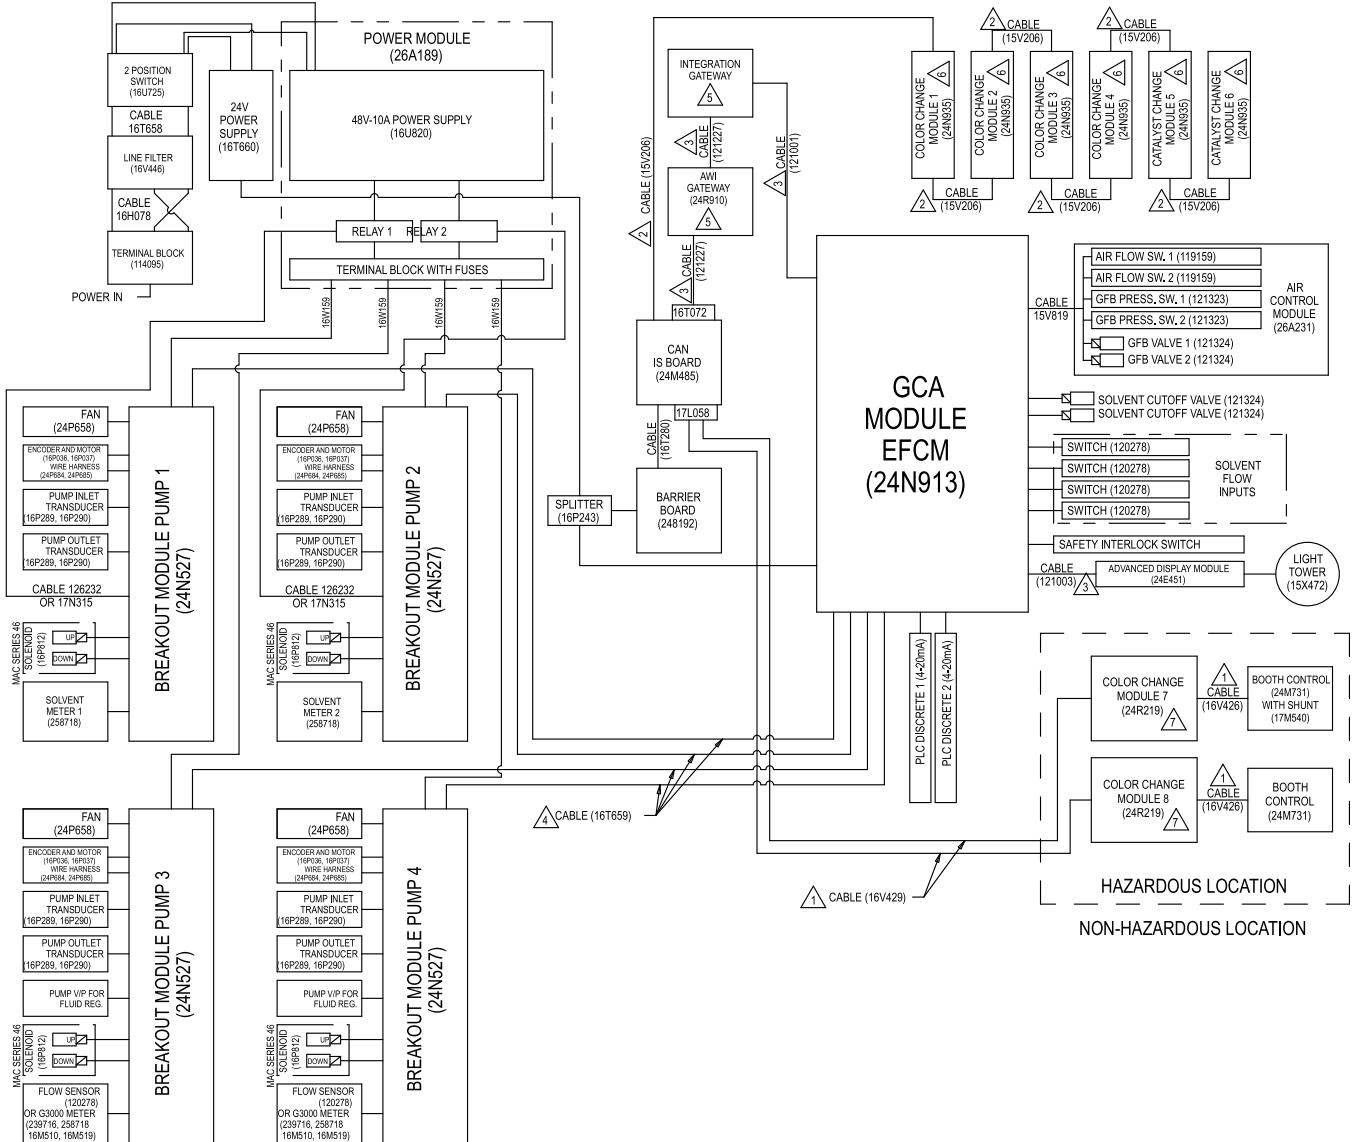 POWER MODULE
(26A189)
2 POSITION
SWITCH
(16U725)
CABLE
16T658
LINE FILTER
(16V446)
CABLE
16H078
TERMINAL BLOCK
(114095)
POWER IN
24V
POWER
SUPPLY
(16T660)
48V-10A POWER SUPPLY
(16U820)
RELAY 1
RELAY 2
TERMINAL BLOCK WITH FUSES
16W159
16W159
16W159
16W159
INTEGRATION
GATEWAY
5
3
CABLE
(121227)
AWI
GATEWAY
(24R910)
5
3
CABLE
(121227)
3
CABLE
(121001)
2
CABLE (15V206)
16T072
CAN
IS BOARD
(24M485)
17L058
CABLE
(16T280)
BARRIER
BOARD
(248192)
SPLITTER
(16P243)
2
CABLE
(15V206)
2
CABLE
(15V206)
COLOR CHANGE
MODULE 1
(24N935)
6
COLOR CHANGE
MODULE 2
(24N935)
6
COLOR CHANGE
MODULE 3
(24N935)
6
COLOR CHANGE
MODULE 4
(24N935)
6
CATALYST CHANGE
MODULE 5
(24N935)
6
CATALYST CHANGE
MODULE 6
(24N935)
6
2
CABLE
(15V206)
2
CABLE
(15V206)
2
CABLE
(15V206)
GCA
MODULE
EFCM
(24N913)
CABLE
15V819
AIR FLOW SW. 1 (119159)
AIR FLOW SW. 2 (119159)
GFB PRESS. SW. 1 (121323)
GFB PRESS. SW. 2 (121323)
GFB VALVE 1 (121324)
GFB VALVE 2 (121324)
AIR
CONTROL
MODULE
(26A231)
SOLVENT CUTOFF VALVE (121324)
SOLVENT CUTOFF VALVE (121324)
SWITCH (120278)
SWITCH (120278)
SWITCH (120278)
SWITCH (120278)
SOLVENT
FLOW
INPUTS
SAFETY INTERLOCK SWITCH
CABLE
(121003)
3
ADVANCED DISPLAY MODULE
(24E451)
LIGHT
TOWER
(15X472)
PLC DISCRETE 1 (4-20mA)
PLC DISCRETE 2 (4-20mA)
COLOR CHANGE
MODULE 7
(24R219)
7
1
CABLE
(16V426)
BOOTH CONTROL
(24M731)
WITH SHUNT
(17M540)
COLOR CHANGE
MODULE 8
(24R219)
7
1
CABLE
(16V426)
BOOTH
CONTROL
(24M731)
HAZARDOUS LOCATION
NON-HAZARDOUS LOCATION
4
CABLE (16T659)
1
CABLE (16V429)
FAN
(24P658)
ENCODER AND MOTOR
(16P036, 16P037)
WIRE HARNESS
(24P684, 24P685)
PUMP INLET
TRANSDUCER
(16P289, 16P290)
PUMP OUTLET
TRANSDUCER
(16P289, 16P290)
CABLE 126232
OR 17N315
MAC SERIES 46
SOLENOID
(16P812)
UP
DOWN
SOLVENT
METER 1
(258718)
BREAKOUT MODULE PUMP 1
(24N527)
FAN
(24P658)
ENCODER AND MOTOR
(16P036, 16P037)
WIRE HARNESS
(24P684, 24P685)
PUMP INLET
TRANSDUCER
(16P289, 16P290)
PUMP OUTLET
TRANSDUCER
(16P289, 16P290)
CABLE 126232
OR 17N315
MAC SERIES 46
SOLENOID
(16P812)
UP
DOWN
SOLVENT
METER 2
(258718)
BREAKOUT MODULE PUMP 2
(24N527)
FAN
(24P658)
ENCODER AND MOTOR
(16P036, 16P037)
WIRE HARNESS
(24P684, 24P685)
PUMP INLET
TRANSDUCER
(16P289, 16P290)
PUMP OUTLET
TRANSDUCER
(16P289, 16P290)
PUMP V/P FOR
FLUID REG.
MAC SERIES 46
SOLENOID
(16P812)
UP
DOWN
FLOW SENSOR
(120278)
OR G3000 METER
(239716, 258718
16M510, 16M519)
BREAKOUT MODULE PUMP 3
(24N527)
FAN
(24P658)
ENCODER AND MOTOR
(16P036, 16P037)
WIRE HARNESS
(24P684, 24P685)
PUMP INLET
TRANSDUCER
(16P289, 16P290)
PUMP OUTLET
TRANSDUCER
(16P289, 16P290)
PUMP V/P FOR
FLUID REG.
MAC SERIES 46
SOLENOID
(16P812)
UP
DOWN
FLOW SENSOR
(120278)
OR G3000 METER
(239716, 258718
16M510, 16M519)
BREAKOUT MODULE PUMP 4
(24N527)